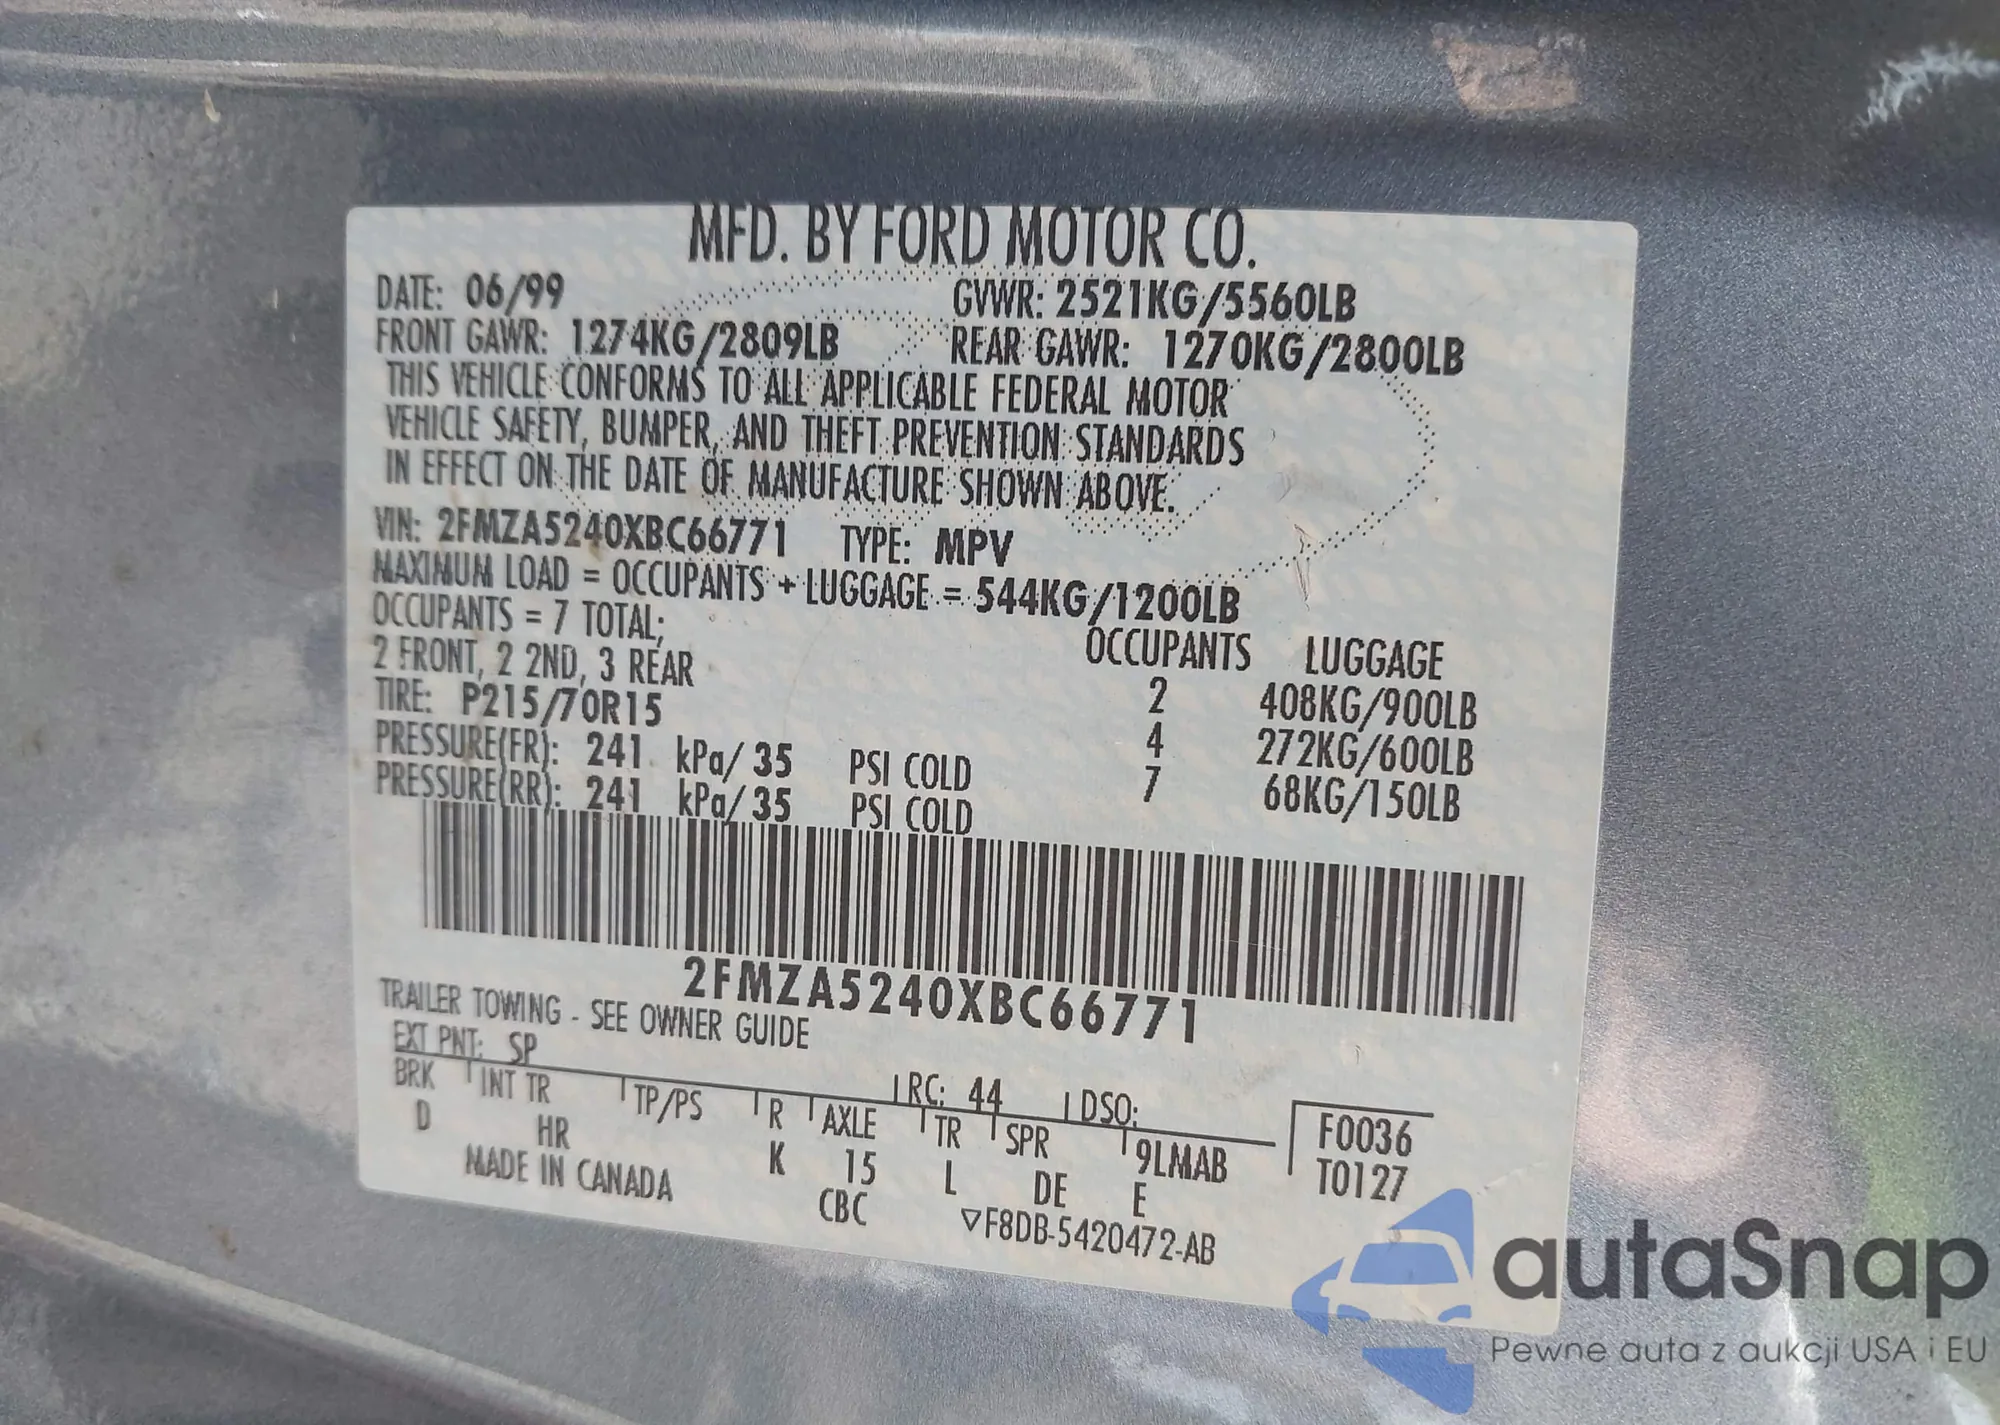 MFD. BY FORD MOTOR CO.
DATE: 06/99 GVWR: 2521KG/5560LB
FRONT GAWR: 1274KG/2809LB REAR GAWR: 1270KG/2800LB
THIS VEHICLE CONFORMS TO ALL APPLICABLE FEDERAL MOTOR
VEHICLE SAFETY, BUMPER, AND THEFT PREVENTION STANDARDS
IN EFFECT ON THE DATE OF MANUFACTURE SHOWN ABOVE.
VIN: 2FMZA5240XBC66771 TYPE: MPV
MAXIMUM LOAD = OCCUPANTS + LUGGAGE = 544KG/1200LB
OCCUPANTS = 7 TOTAL; OCCUPANTS LUGGAGE
2 FRONT, 2 2ND, 3 REAR 2 408KG/900LB
TIRE: P215/70R15 4 272KG/600LB
PRESSURE(FR): 241 kPa/ 35 PSI COLD 7 68KG/150LB
PRESSURE(RR): 241 kPa/ 35 PSI COLD
2FMZA5240XBC66771
TRAILER TOWING - SEE OWNER GUIDE
EXT PNT: SP RC: 44 DSO:
BRK INT TR TP/PS R AXLE TR SPR 9LMAB F0036
D HR K 15 L DE E T0127
MADE IN CANADA CBC ▽F8DB-5420472-AB
autaSnap
Pewne auta z aukcji USA i EU